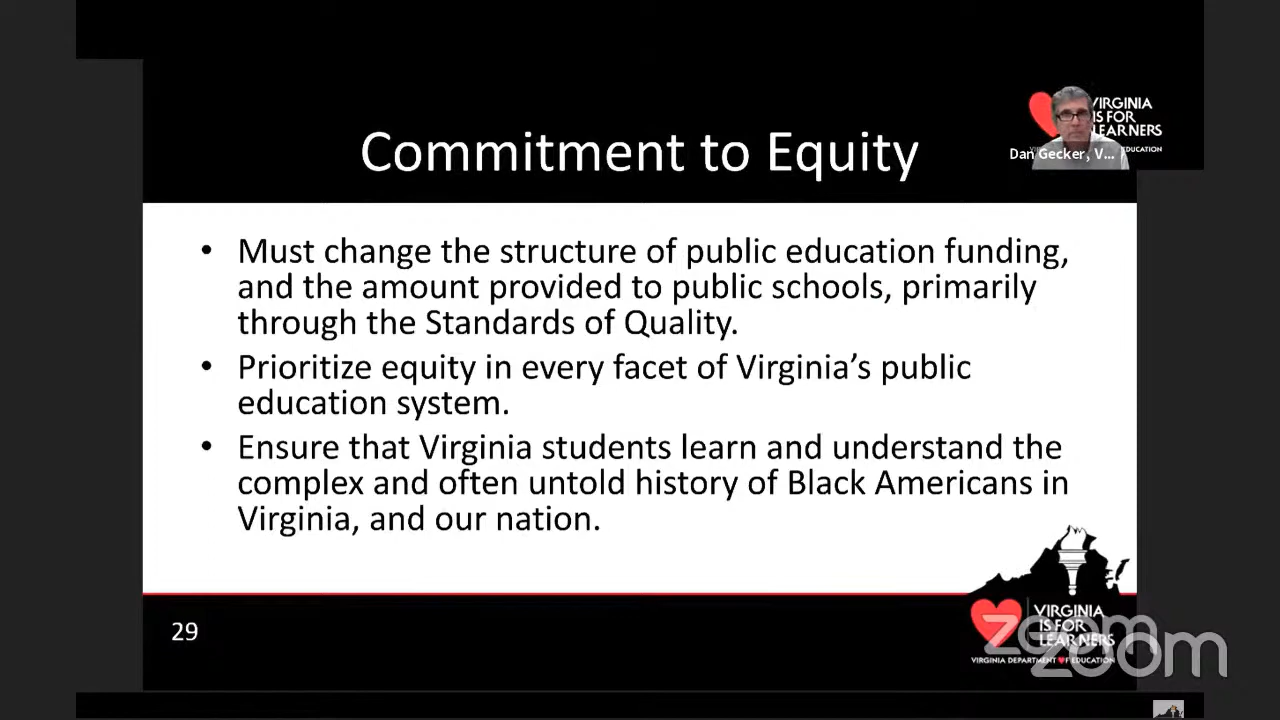 VIRGINIA
IS FOR
LEARNERS
EDUCATION
Dan Gecker, V...
Commitment to Equity
• Must change the structure of public education funding,
and the amount provided to public schools, primarily
through the Standards of Quality.
• Prioritize equity in every facet of Virginia’s public
education system.
• Ensure that Virginia students learn and understand the
complex and often untold history of Black Americans in
Virginia, and our nation.
29
VIRGINIA
IS FOR
LEARNERS
VIRGINIA DEPARTMENT OF EDUCATION
zoom
zoom